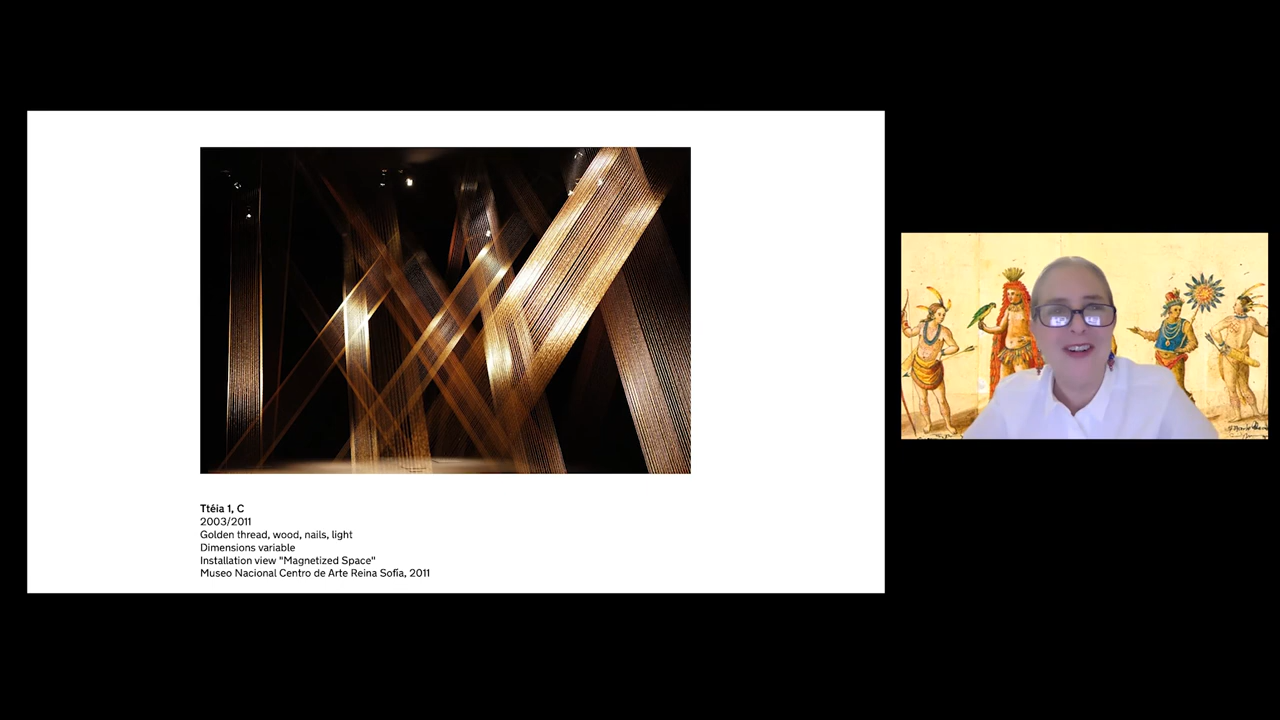 Ttéia 1, C
2003/2011
Golden thread, wood, nails, light
Dimensions variable
Installation view "Magnetized Space"
Museo Nacional Centro de Arte Reina Sofía, 2011